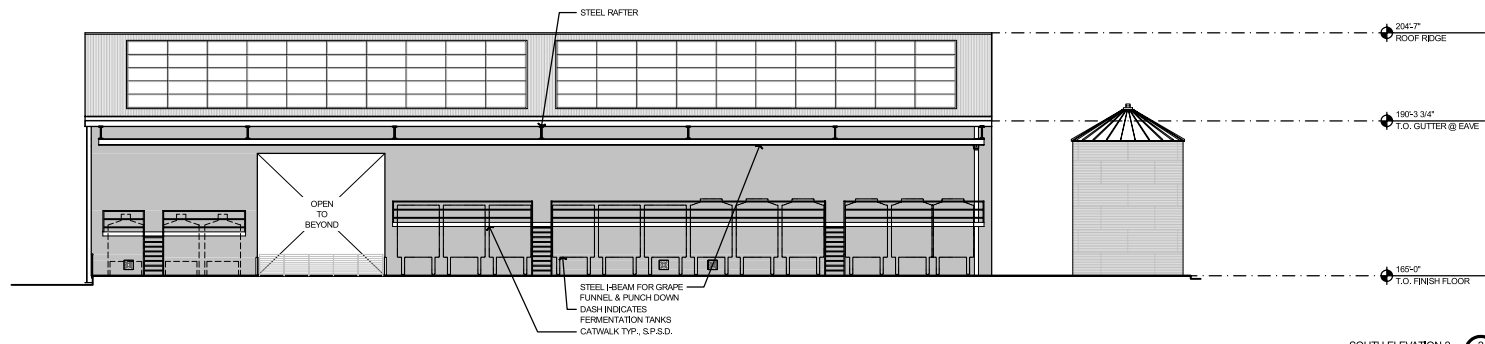 STEEL RAFTER
204'-7"
ROOF RIDGE
190'-3 3/4"
T.O. GUTTER @ EAVE
OPEN
TO
BEYOND
165'-0"
T.O. FINISH FLOOR
STEEL I-BEAM FOR GRAPE
FUNNEL & PUNCH DOWN
DASH INDICATES
FERMENTATION TANKS
CATWALK TYP., S.P.S.D.